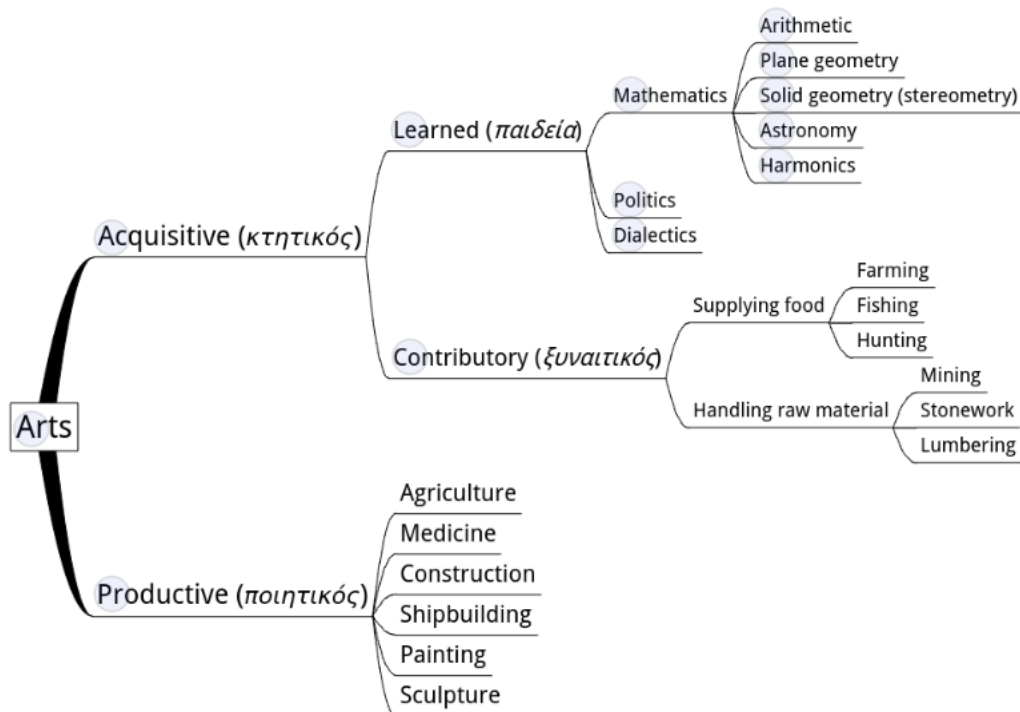 Arts
Acquisitive (κτητικός)
Learned (παιδεία)
Mathematics
Arithmetic
Plane geometry
Solid geometry (stereometry)
Astronomy
Harmonics
Politics
Dialectics
Contributory (ξυναιτικός)
Supplying food
Farming
Fishing
Hunting
Handling raw material
Mining
Stonework
Lumbering
Productive (ποιητικός)
Agriculture
Medicine
Construction
Shipbuilding
Painting
Sculpture